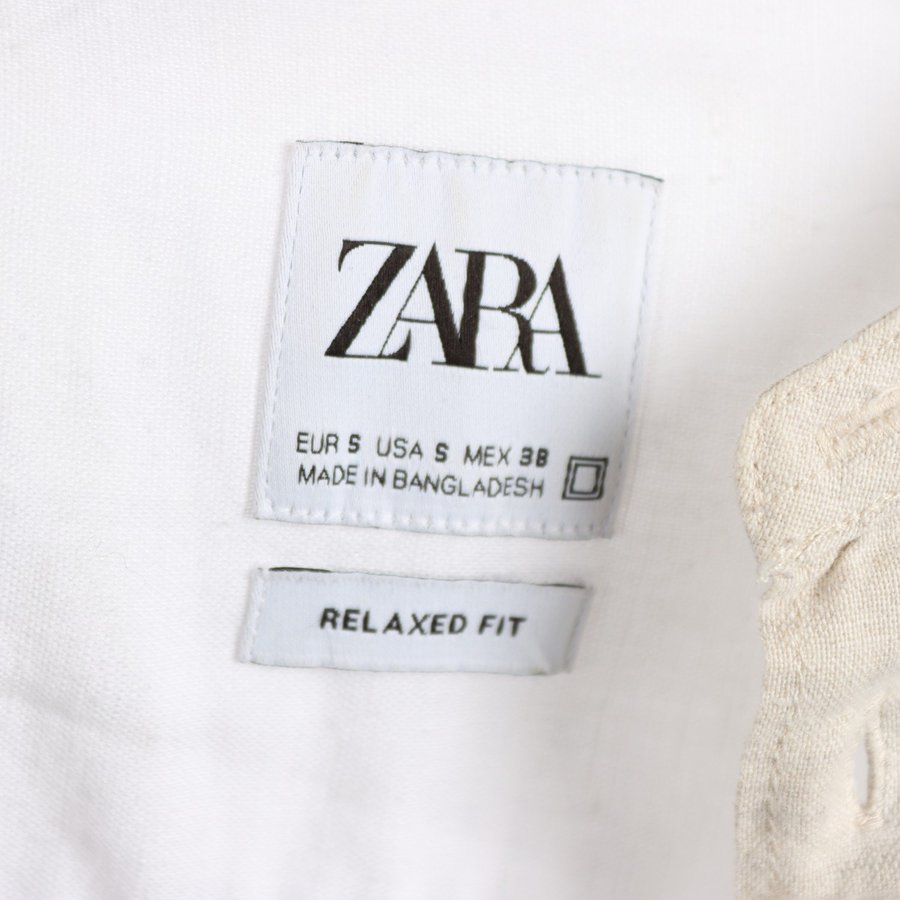 ZARA
EUR S USA S MEX 38
MADE IN BANGLADESH
RELAXED FIT